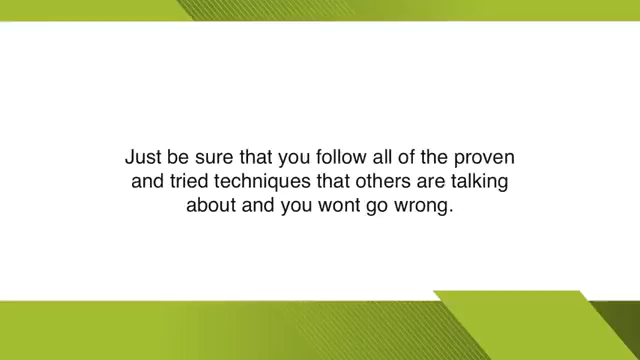 Just be sure that you follow all of the proven
and tried techniques that others are talking
about and you wont go wrong.